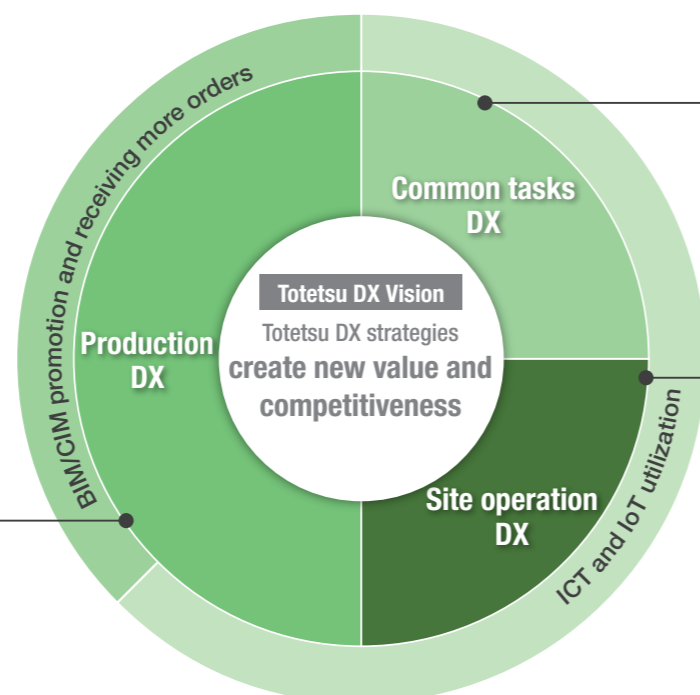 BIM/CIM promotion and receiving more orders
Common tasks
DX
Totetsu DX Vision
Totetsu DX strategies
create new value and
competitiveness
Production
DX
Site operation
DX
ICT and IoT utilization